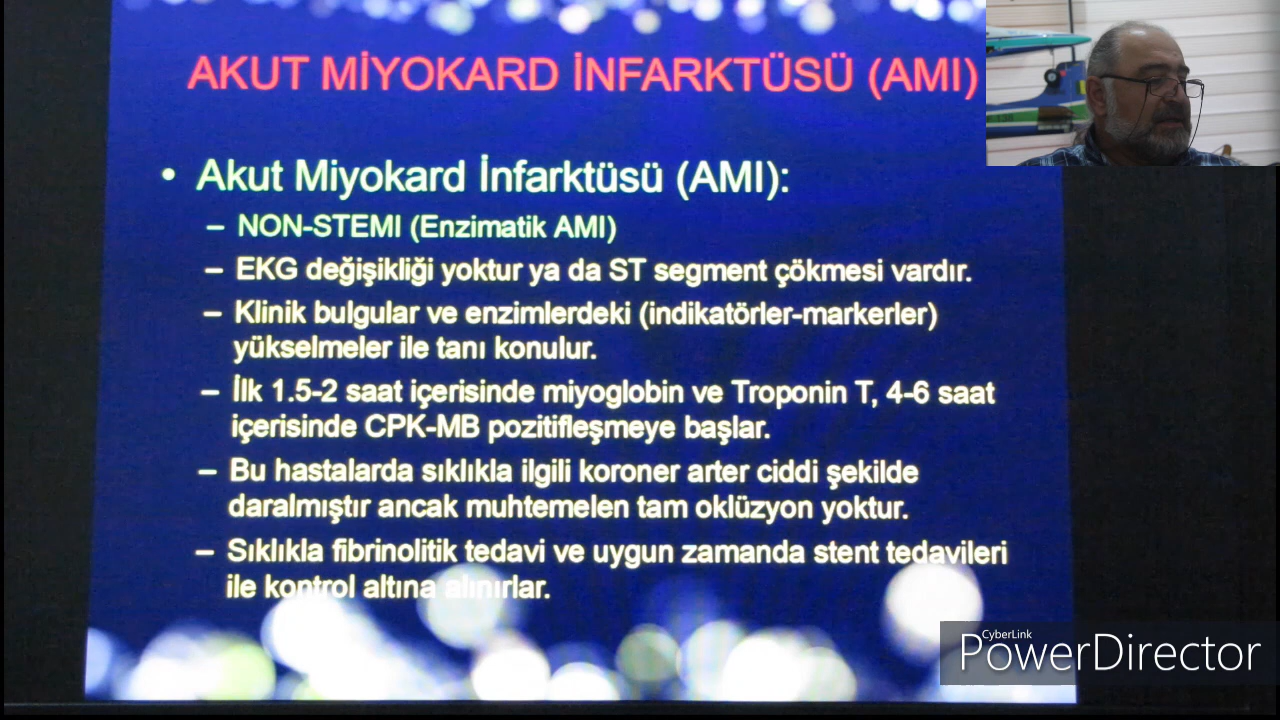 AKUT MİYOKARD İNFARKTÜSÜ (AMI)
• Akut Miyokard İnfarktüsü (AMI):
– NON-STEMI (Enzimatik AMI)
– EKG değişikliği yoktur ya da ST segment çökmesi vardır.
– Klinik bulgular ve enzimlerdeki (indikatörler-markerler)
yükselmeler ile tanı konulur.
– İlk 1.5-2 saat içerisinde miyoglobin ve Troponin T, 4-6 saat
içerisinde CPK-MB pozitifleşmeye başlar.
– Bu hastalarda sıklıkla ilgili koroner arter ciddi şekilde
daralmıştır ancak muhtemelen tam oklüzyon yoktur.
– Sıklıkla fibrinolitik tedavi ve uygun zamanda stent tedavileri
ile kontrol altına alınırlar.
CyberLink
PowerDirector